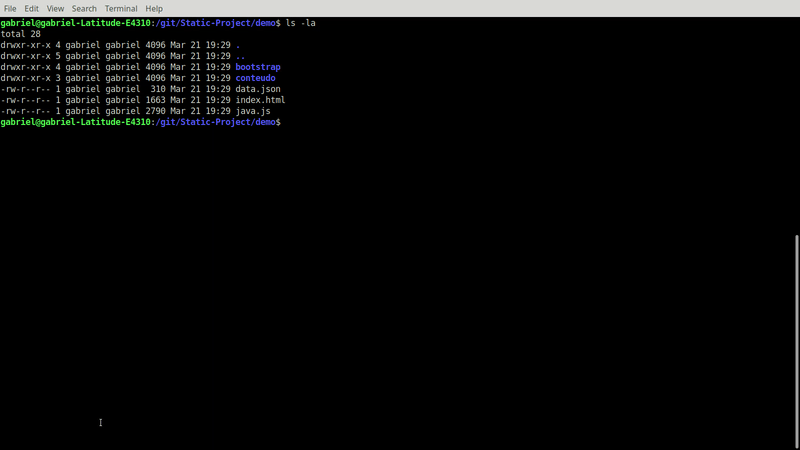 File Edit View Search Terminal Help
gabriel@gabriel-Latitude-E4310:/git/Static-Project/demo$ ls -la
total 28
drwxr-xr-x 4 gabriel gabriel 4096 Mar 21 19:29 .
drwxr-xr-x 5 gabriel gabriel 4096 Mar 21 19:29 ..
drwxr-xr-x 4 gabriel gabriel 4096 Mar 21 19:29 bootstrap
drwxr-xr-x 3 gabriel gabriel 4096 Mar 21 19:29 conteudo
-rw-r--r-- 1 gabriel gabriel  310 Mar 21 19:29 data.json
-rw-r--r-- 1 gabriel gabriel 1663 Mar 21 19:29 index.html
-rw-r--r-- 1 gabriel gabriel 2790 Mar 21 19:29 java.js
gabriel@gabriel-Latitude-E4310:/git/Static-Project/demo$